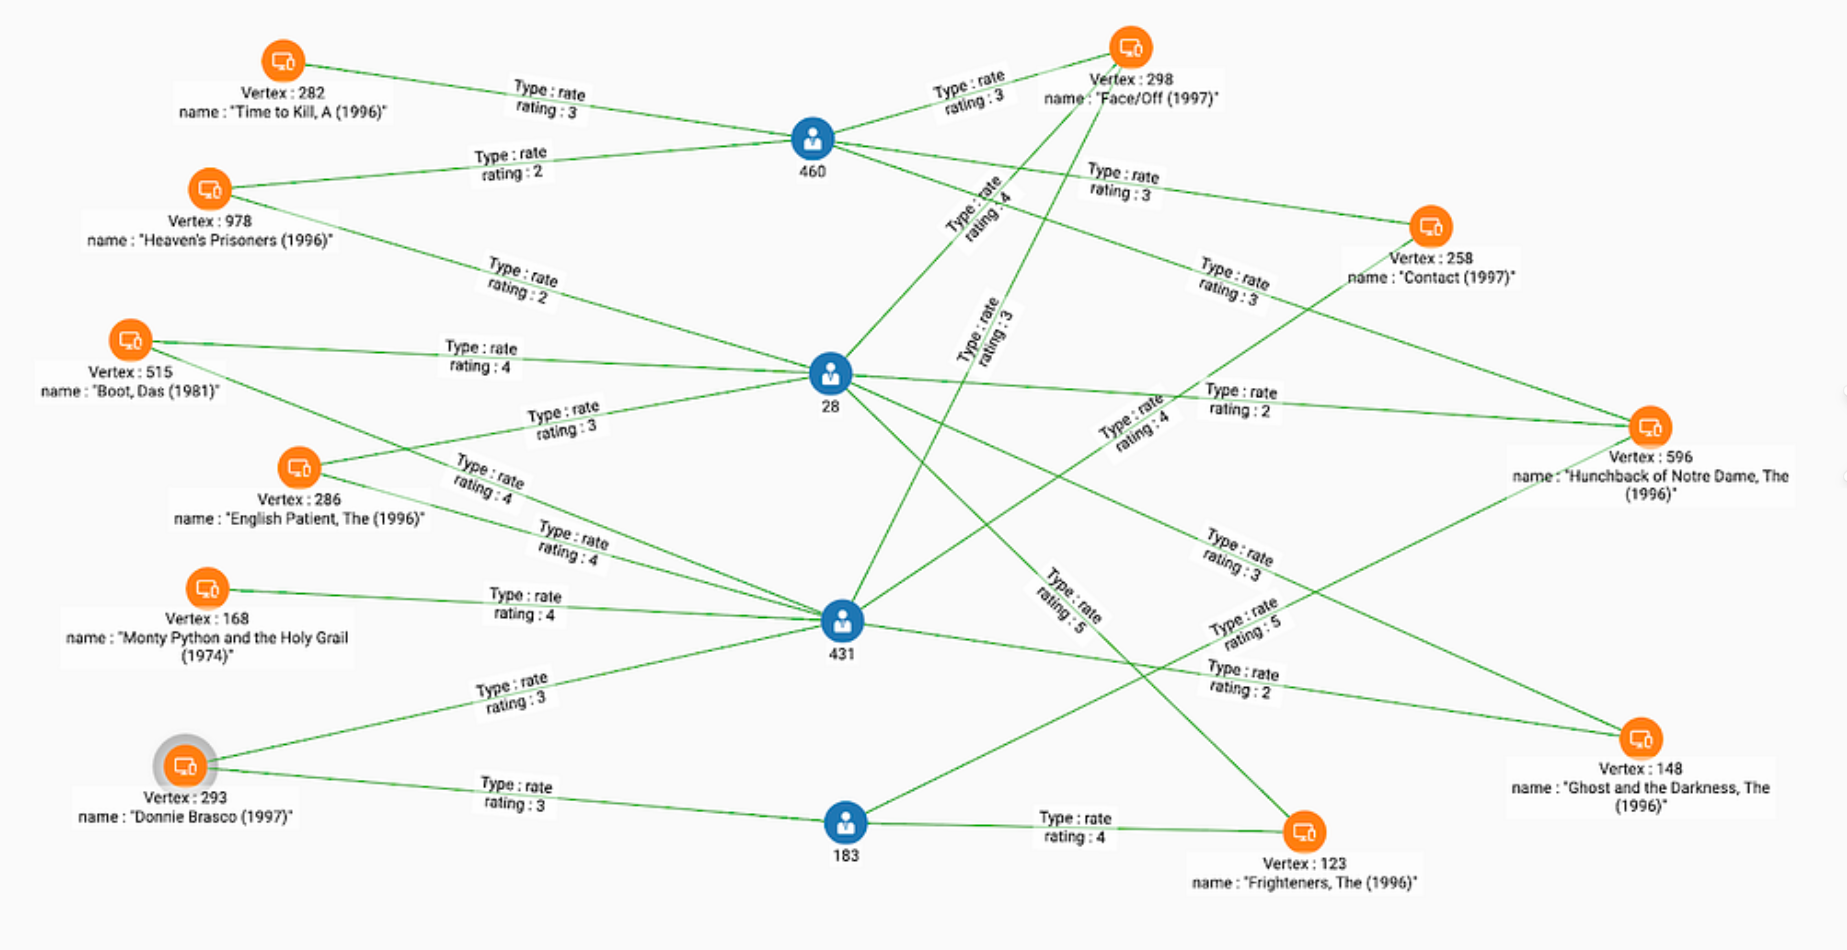 Vertex : 282
name : "Time to Kill, A (1996)"
Type : rate
rating : 3
Type : rate
rating : 3
Vertex : 298
name : "Face/Off (1997)"
460
Type : rate
rating : 2
Type : rate
rating : 3
Vertex : 978
name : "Heaven's Prisoners (1996)"
Type : rate
rating : 4
Type : rate
rating : 2
Type : rate
rating : 3
Vertex : 258
name : "Contact (1997)"
Type : rate
rating : 3
Vertex : 515
name : "Boot, Das (1981)"
Type : rate
rating : 4
28
Type : rate
rating : 2
Type : rate
rating : 3
Type : rate
rating : 4
Vertex : 596
name : "Hunchback of Notre Dame, The
(1996)"
Type : rate
rating : 4
Vertex : 286
name : "English Patient, The (1996)"
Type : rate
rating : 4
Type : rate
rating : 3
Type : rate
rating : 5
Type : rate
rating : 4
Type : rate
rating : 5
Vertex : 168
name : "Monty Python and the Holy Grail
(1974)"
431
Type : rate
rating : 3
Type : rate
rating : 2
Vertex : 293
name : "Donnie Brasco (1997)"
Type : rate
rating : 3
Vertex : 148
name : "Ghost and the Darkness, The
(1996)"
183
Type : rate
rating : 4
Vertex : 123
name : "Frighteners, The (1996)"